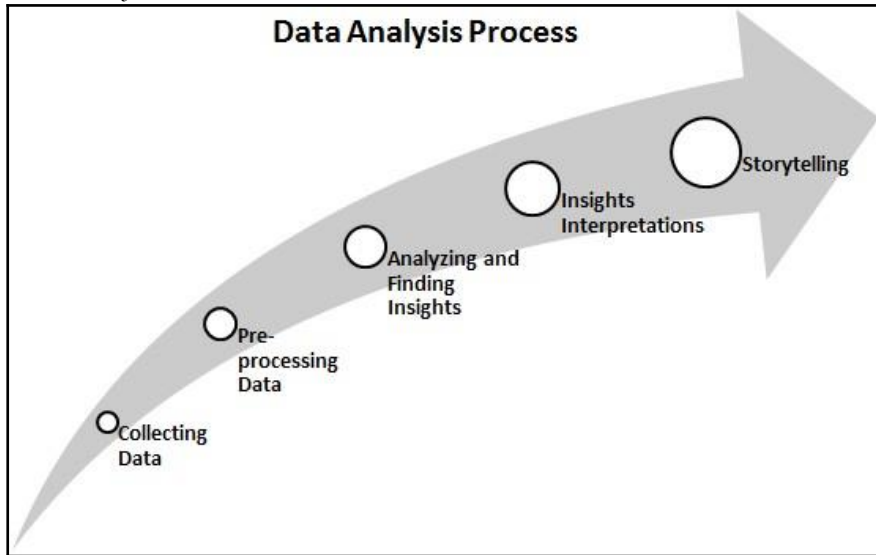 Data Analysis Process
Storytelling
Insights
Interpretations
Analyzing and
Finding
Insights
Pre-
processing
Data
Collecting
Data